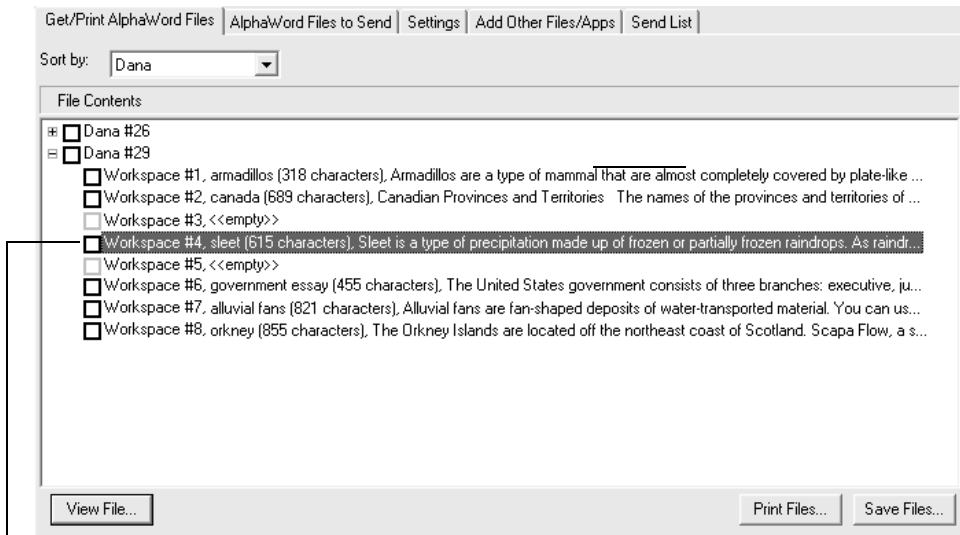 Get/Print AlphaWord Files AlphaWord Files to Send Settings Add Other Files/Apps Send List
Sort by: Dana
File Contents
Dana #26
Dana #29
Workspace #1, armadillos (318 characters), Armadillos are a type of mammal that are almost completely covered by plate-like ...
Workspace #2, canada (689 characters), Canadian Provinces and Territories The names of the provinces and territories of ...
Workspace #3, <<empty>>
Workspace #4, sleet (615 characters), Sleet is a type of precipitation made up of frozen or partially frozen raindrops. As raindr...
Workspace #5, <<empty>>
Workspace #6, government essay (455 characters), The United States government consists of three branches: executive, ju...
Workspace #7, alluvial fans (821 characters), Alluvial fans are fan-shaped deposits of water-transported material. You can us...
Workspace #8, orkney (855 characters), The Orkney Islands are located off the northeast coast of Scotland. Scapa Flow, a s...
View File... Print Files... Save Files...